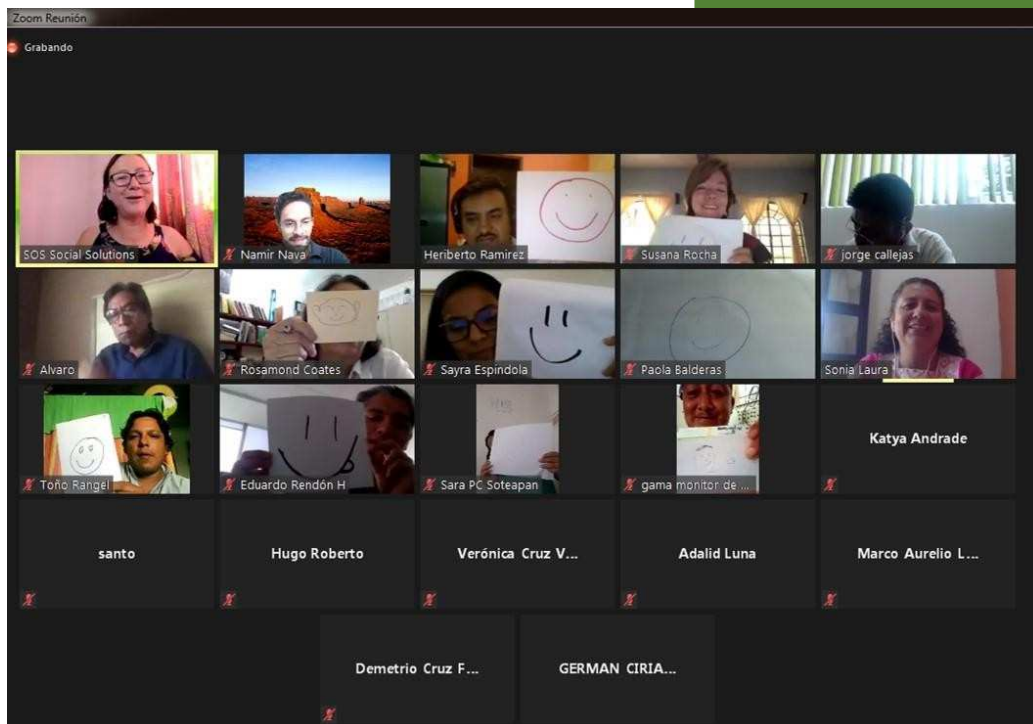 Zoom Reunión
Grabando
SOS Social Solutions
Namir Nava
Heriberto Ramirez
Susana Rocha
jorge callejas
Alvaro
Rosamond Coates
Sayra Espindola
Paola Balderas
Sonia Laura
Toño Rangel
Eduardo Rendón H
Sara PC Soteapan
gama monitor de ...
Katya Andrade
santo
Hugo Roberto
Verónica Cruz V...
Adalid Luna
Marco Aurelio L...
Demetrio Cruz F...
GERMAN CIRIA...